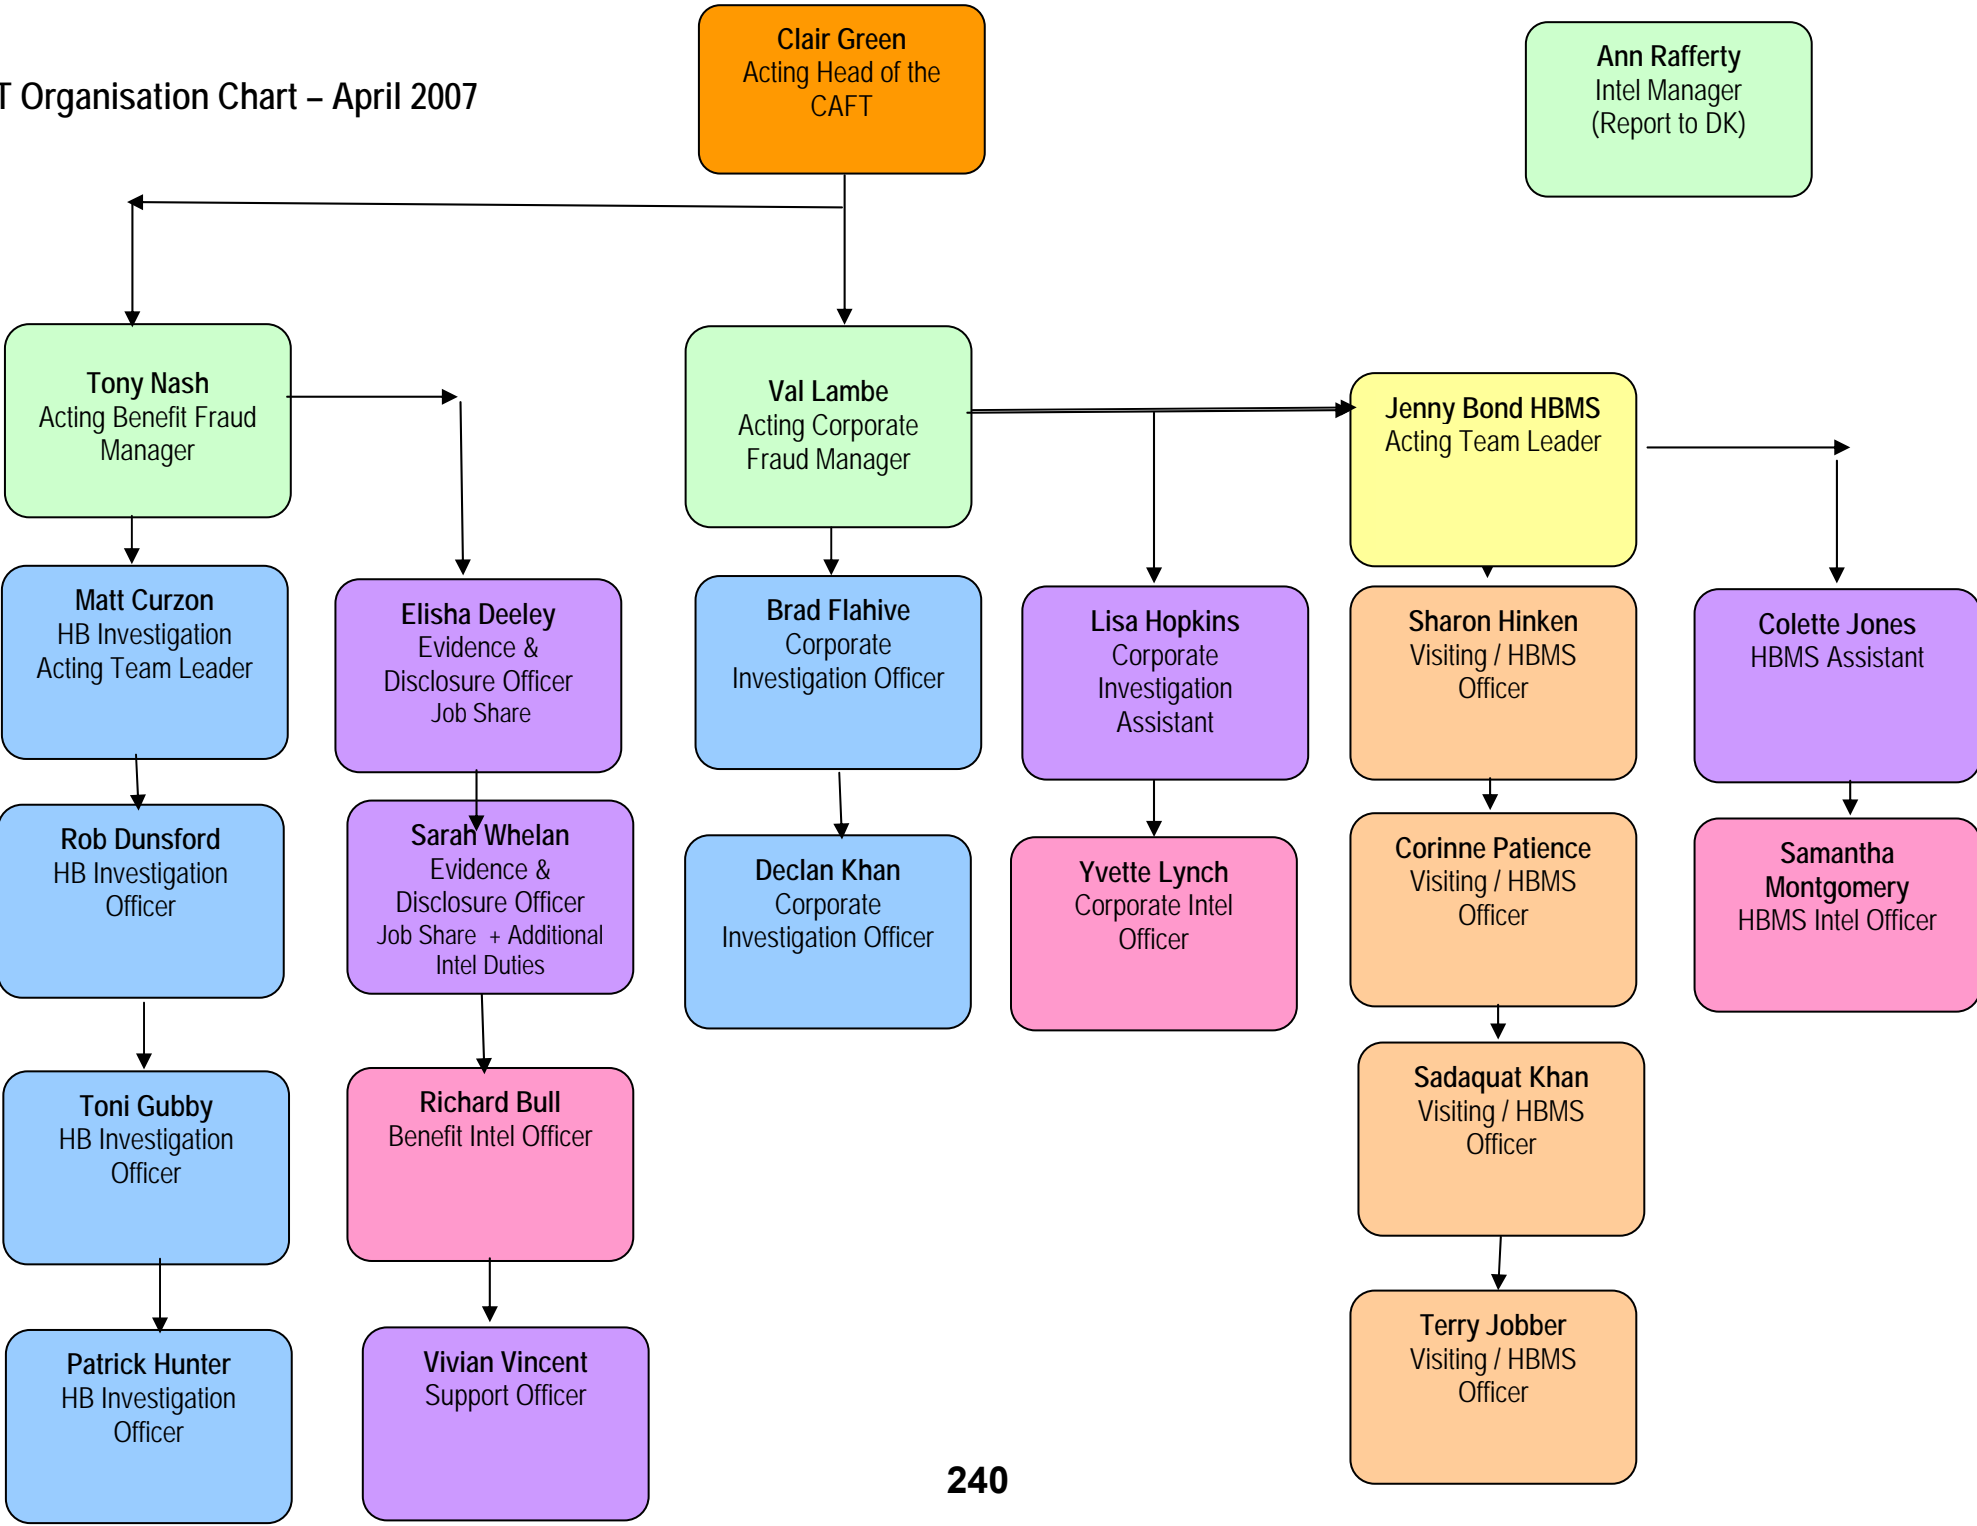 Clair Green
Acting Head of the
CAFT
Ann Rafferty
Intel Manager
(Report to DK)
T Organisation Chart – April 2007
Tony Nash
Acting Benefit Fraud
Manager
Val Lambe
Acting Corporate
Fraud Manager
Jenny Bond HBMS
Acting Team Leader
Matt Curzon
HB Investigation
Acting Team Leader
Elisha Deeley
Evidence &
Disclosure Officer
Job Share
Brad Flahive
Corporate
Investigation Officer
Lisa Hopkins
Corporate
Investigation
Assistant
Sharon Hinken
Visiting / HBMS
Officer
Colette Jones
HBMS Assistant
Rob Dunsford
HB Investigation
Officer
Sarah Whelan
Evidence &
Disclosure Officer
Job Share + Additional
Intel Duties
Declan Khan
Corporate
Investigation Officer
Yvette Lynch
Corporate Intel
Officer
Corinne Patience
Visiting / HBMS
Officer
Samantha
Montgomery
HBMS Intel Officer
Toni Gubby
HB Investigation
Officer
Richard Bull
Benefit Intel Officer
Sadaquat Khan
Visiting / HBMS
Officer
Patrick Hunter
HB Investigation
Officer
Vivian Vincent
Support Officer
Terry Jobber
Visiting / HBMS
Officer
240